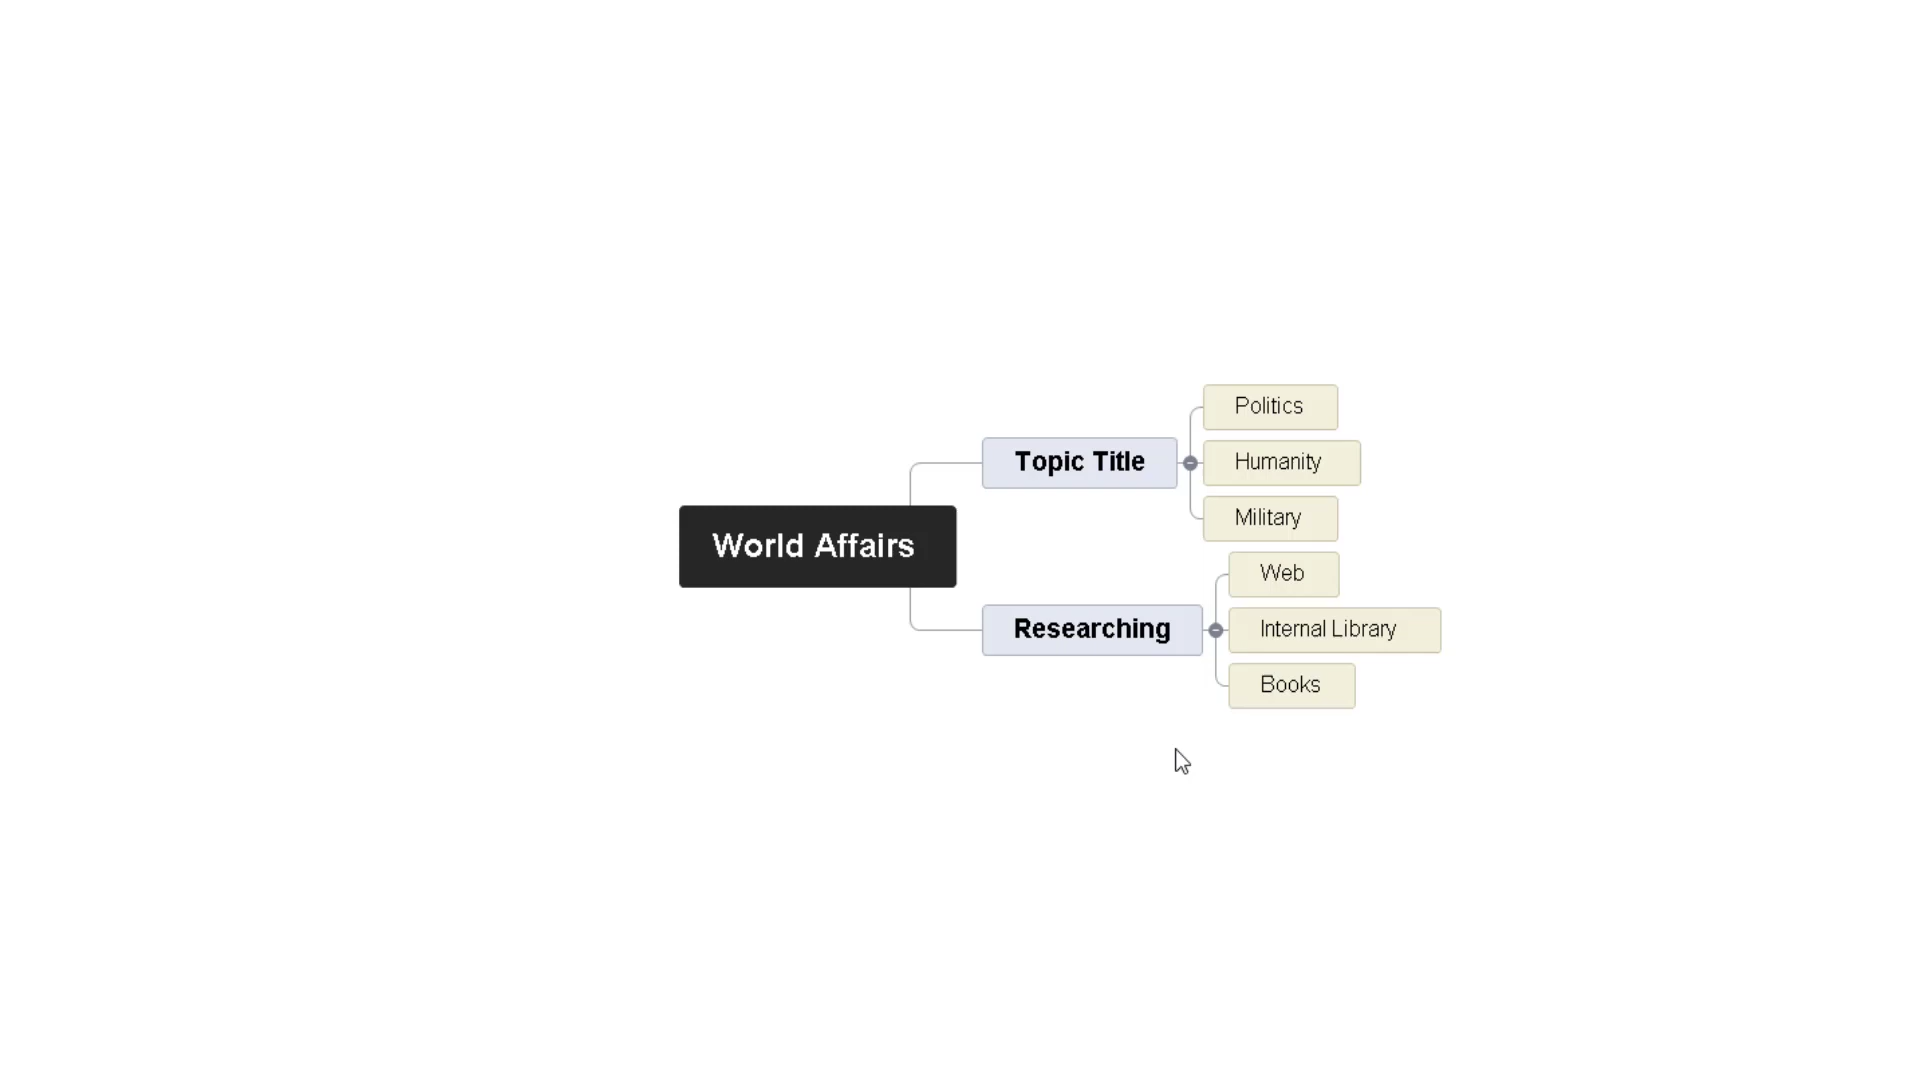 World Affairs
Topic Title
Politics
Humanity
Military
Researching
Web
Internal Library
Books